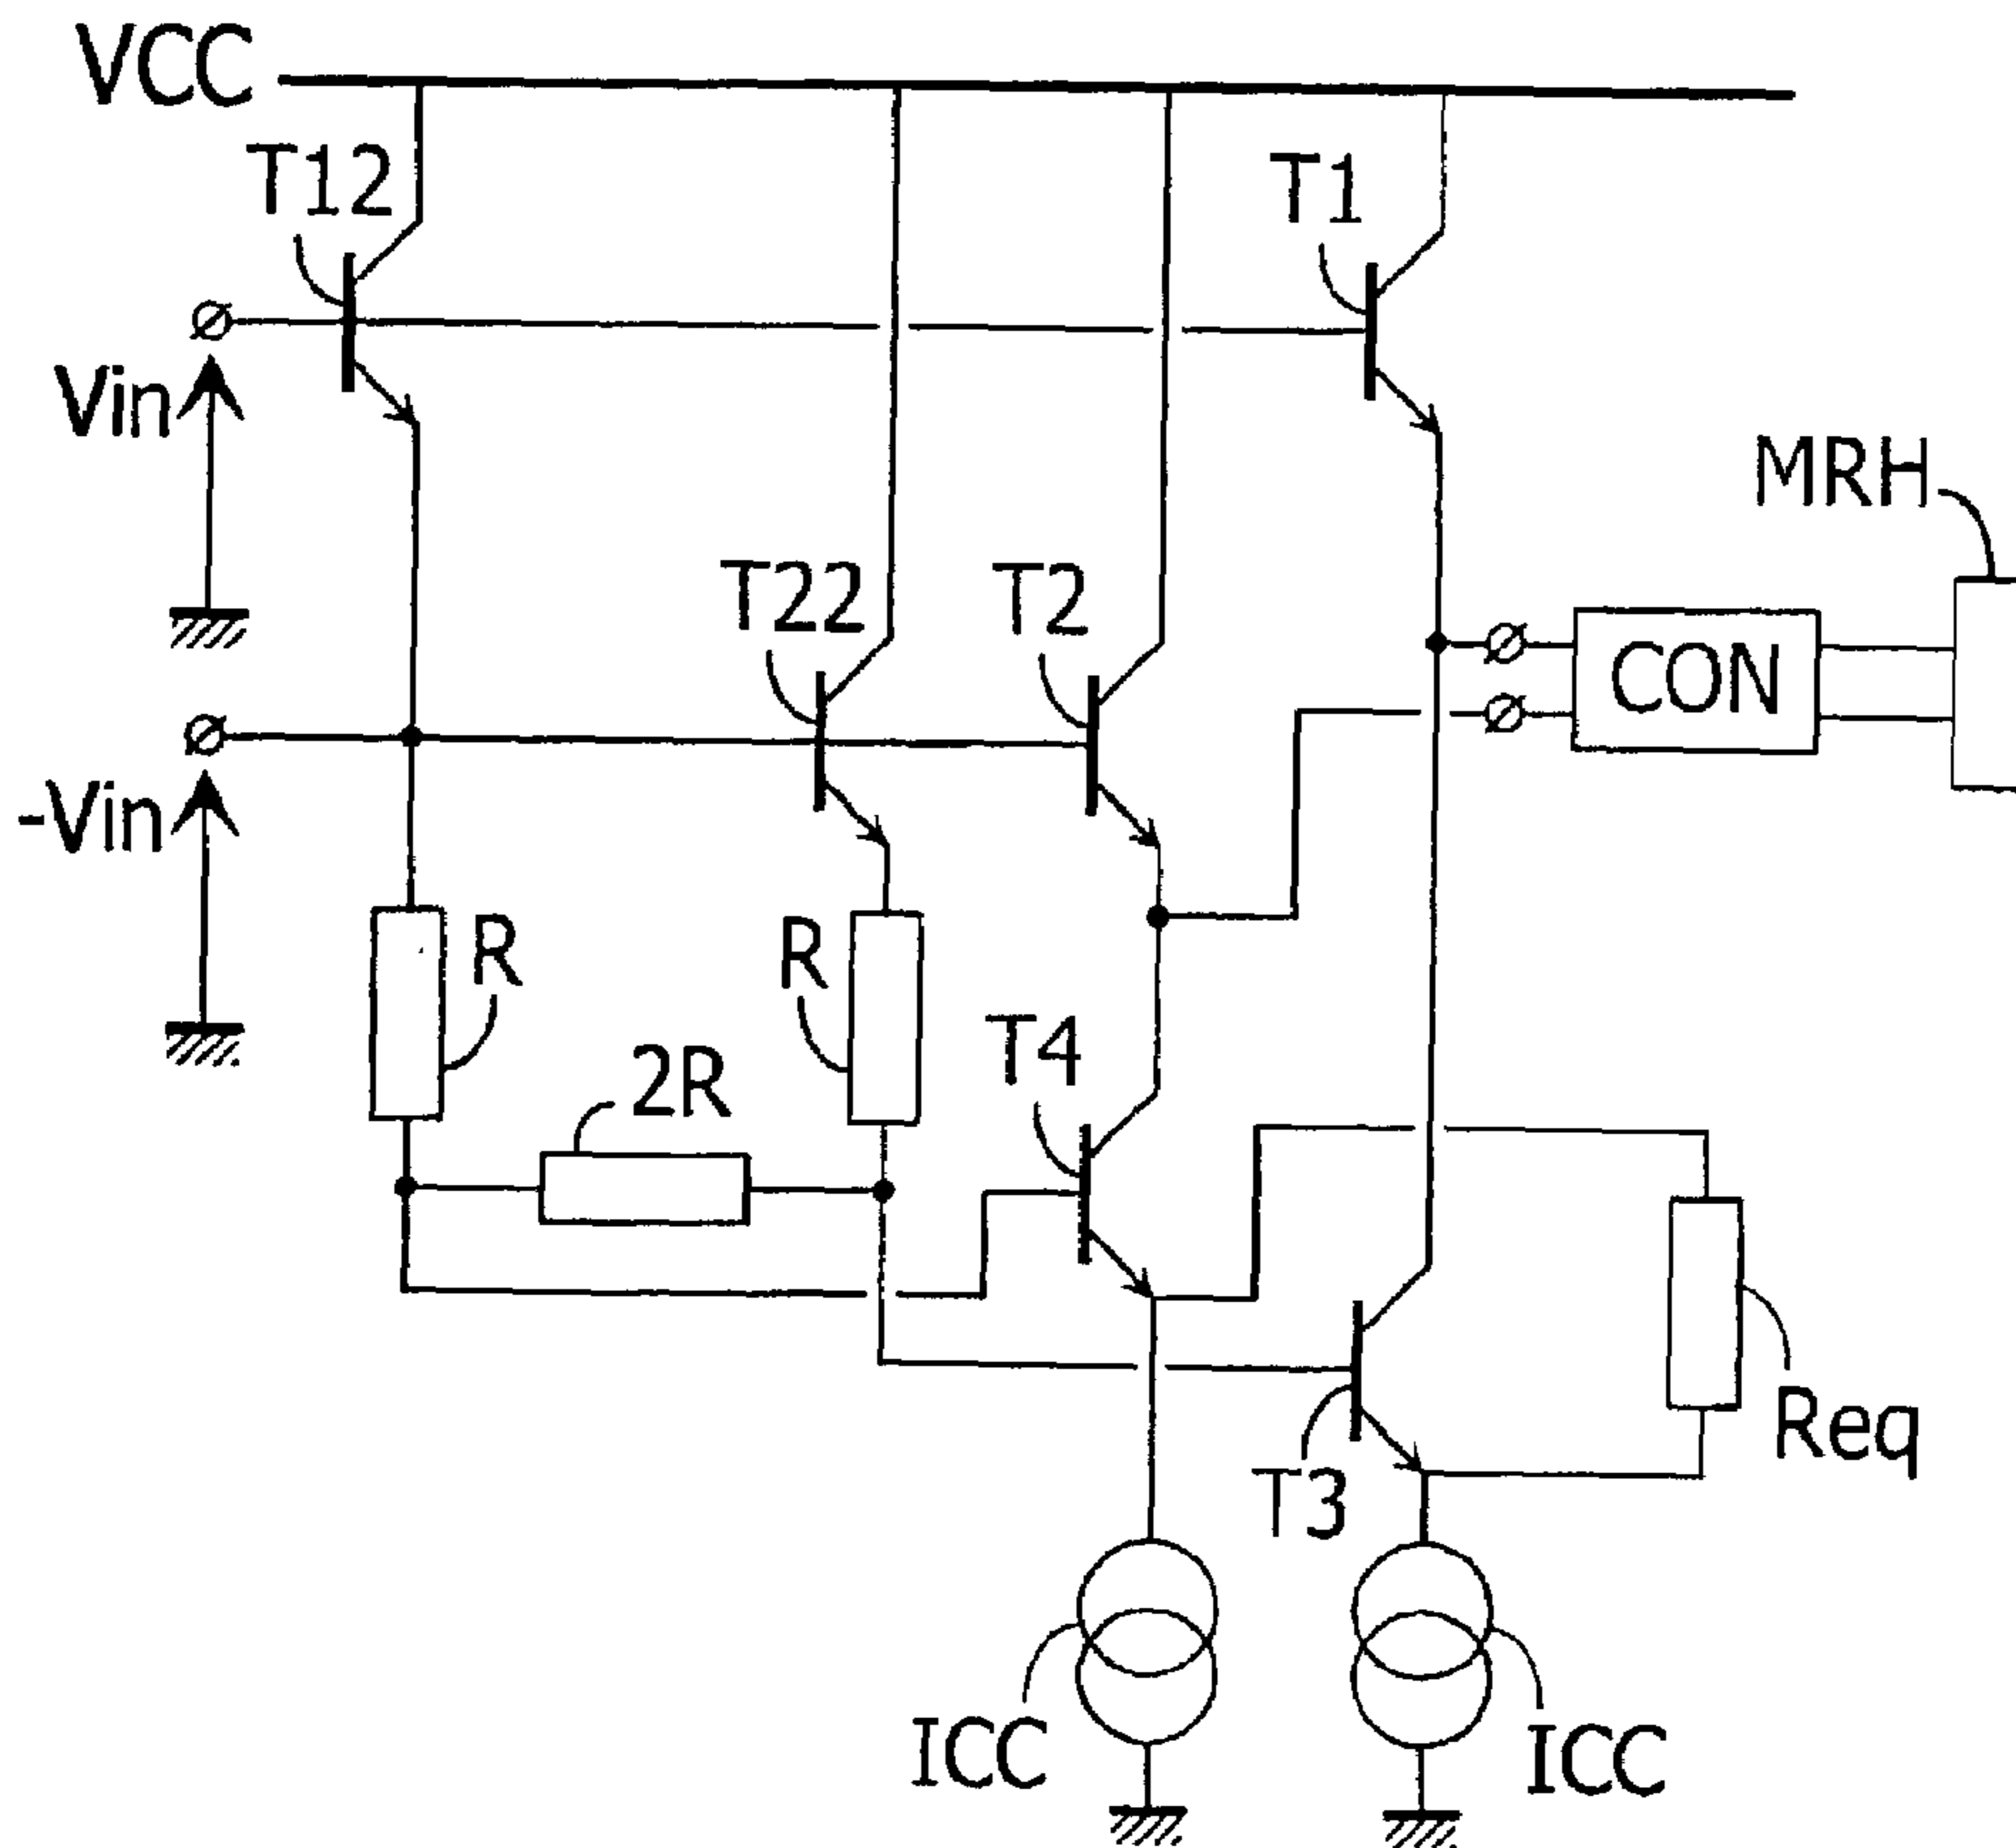 VCC
T12
T1
Vin
MRH
T22
T2
CON
-Vin
R
R
T4
2R
Req
T3
ICC
ICC